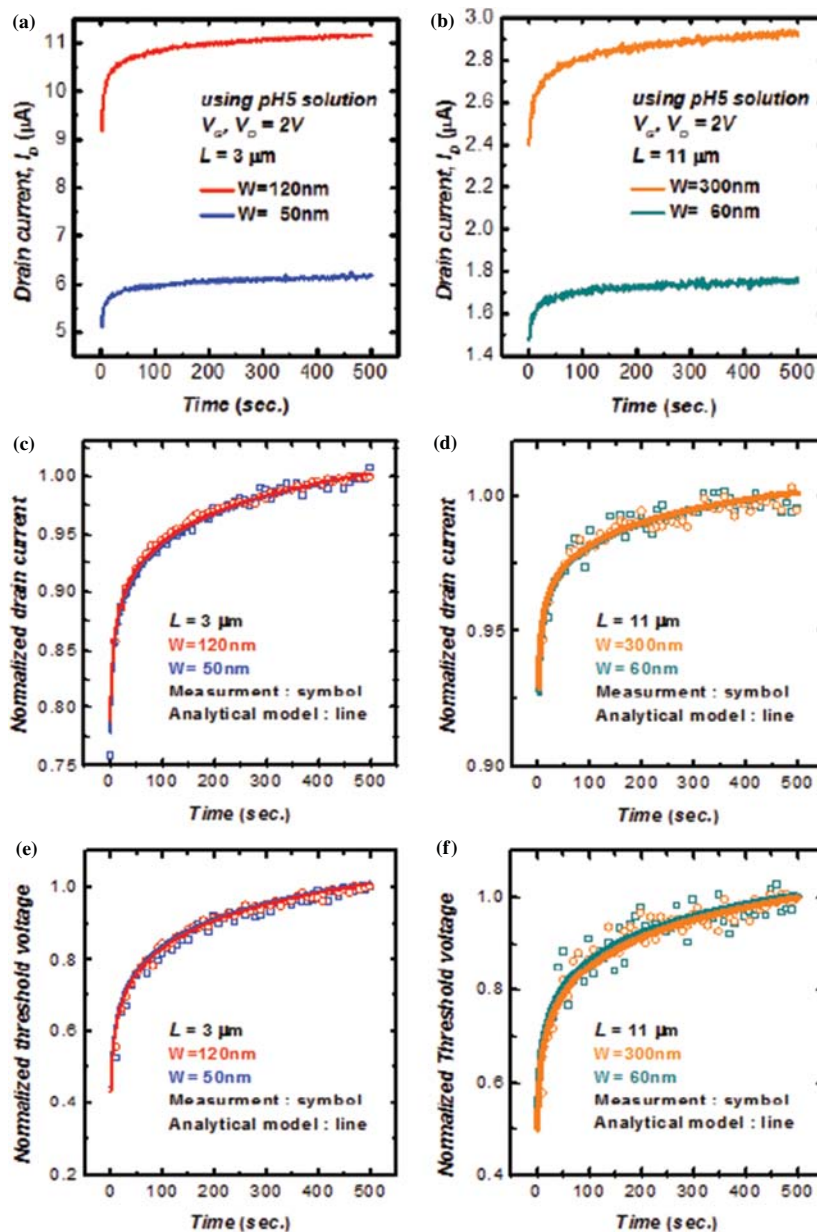 (a)
11
10
9
8
7
6
5
Drain current, I_D (μA)
using pH5 solution
V_G, V_D = 2V
L = 3 μm
W=120nm
W= 50nm
0 100 200 300 400 500
Time (sec.)
(b)
3.0
2.8
2.6
2.4
2.2
2.0
1.8
1.6
1.4
Drain current, I_D (μA)
using pH5 solution
V_G, V_D = 2V
L = 11 μm
W=300nm
W= 60nm
0 100 200 300 400 500
Time (sec.)
(c)
1.00
0.95
0.90
0.85
0.80
0.75
Normalized drain current
L = 3 μm
W=120nm
W= 50nm
Measurment : symbol
Analytical model : line
0 100 200 300 400 500
Time (sec.)
(d)
1.00
0.95
0.90
Normalized drain current
L = 11 μm
W=300nm
W= 60nm
Measurment : symbol
Analytical model : line
0 100 200 300 400 500
Time (sec.)
(e)
1.0
0.8
0.6
0.4
0.2
Normalized threshold voltage
L = 3 μm
W=120nm
W= 50nm
Measurment : symbol
Analytical model : line
0 100 200 300 400 500
Time (sec.)
(f)
1.0
0.8
0.6
0.4
Normalized Threshold voltage
L = 11 μm
W=300nm
W= 60nm
Measurment : symbol
Analytical model : line
0 100 200 300 400 500
Time (sec.)